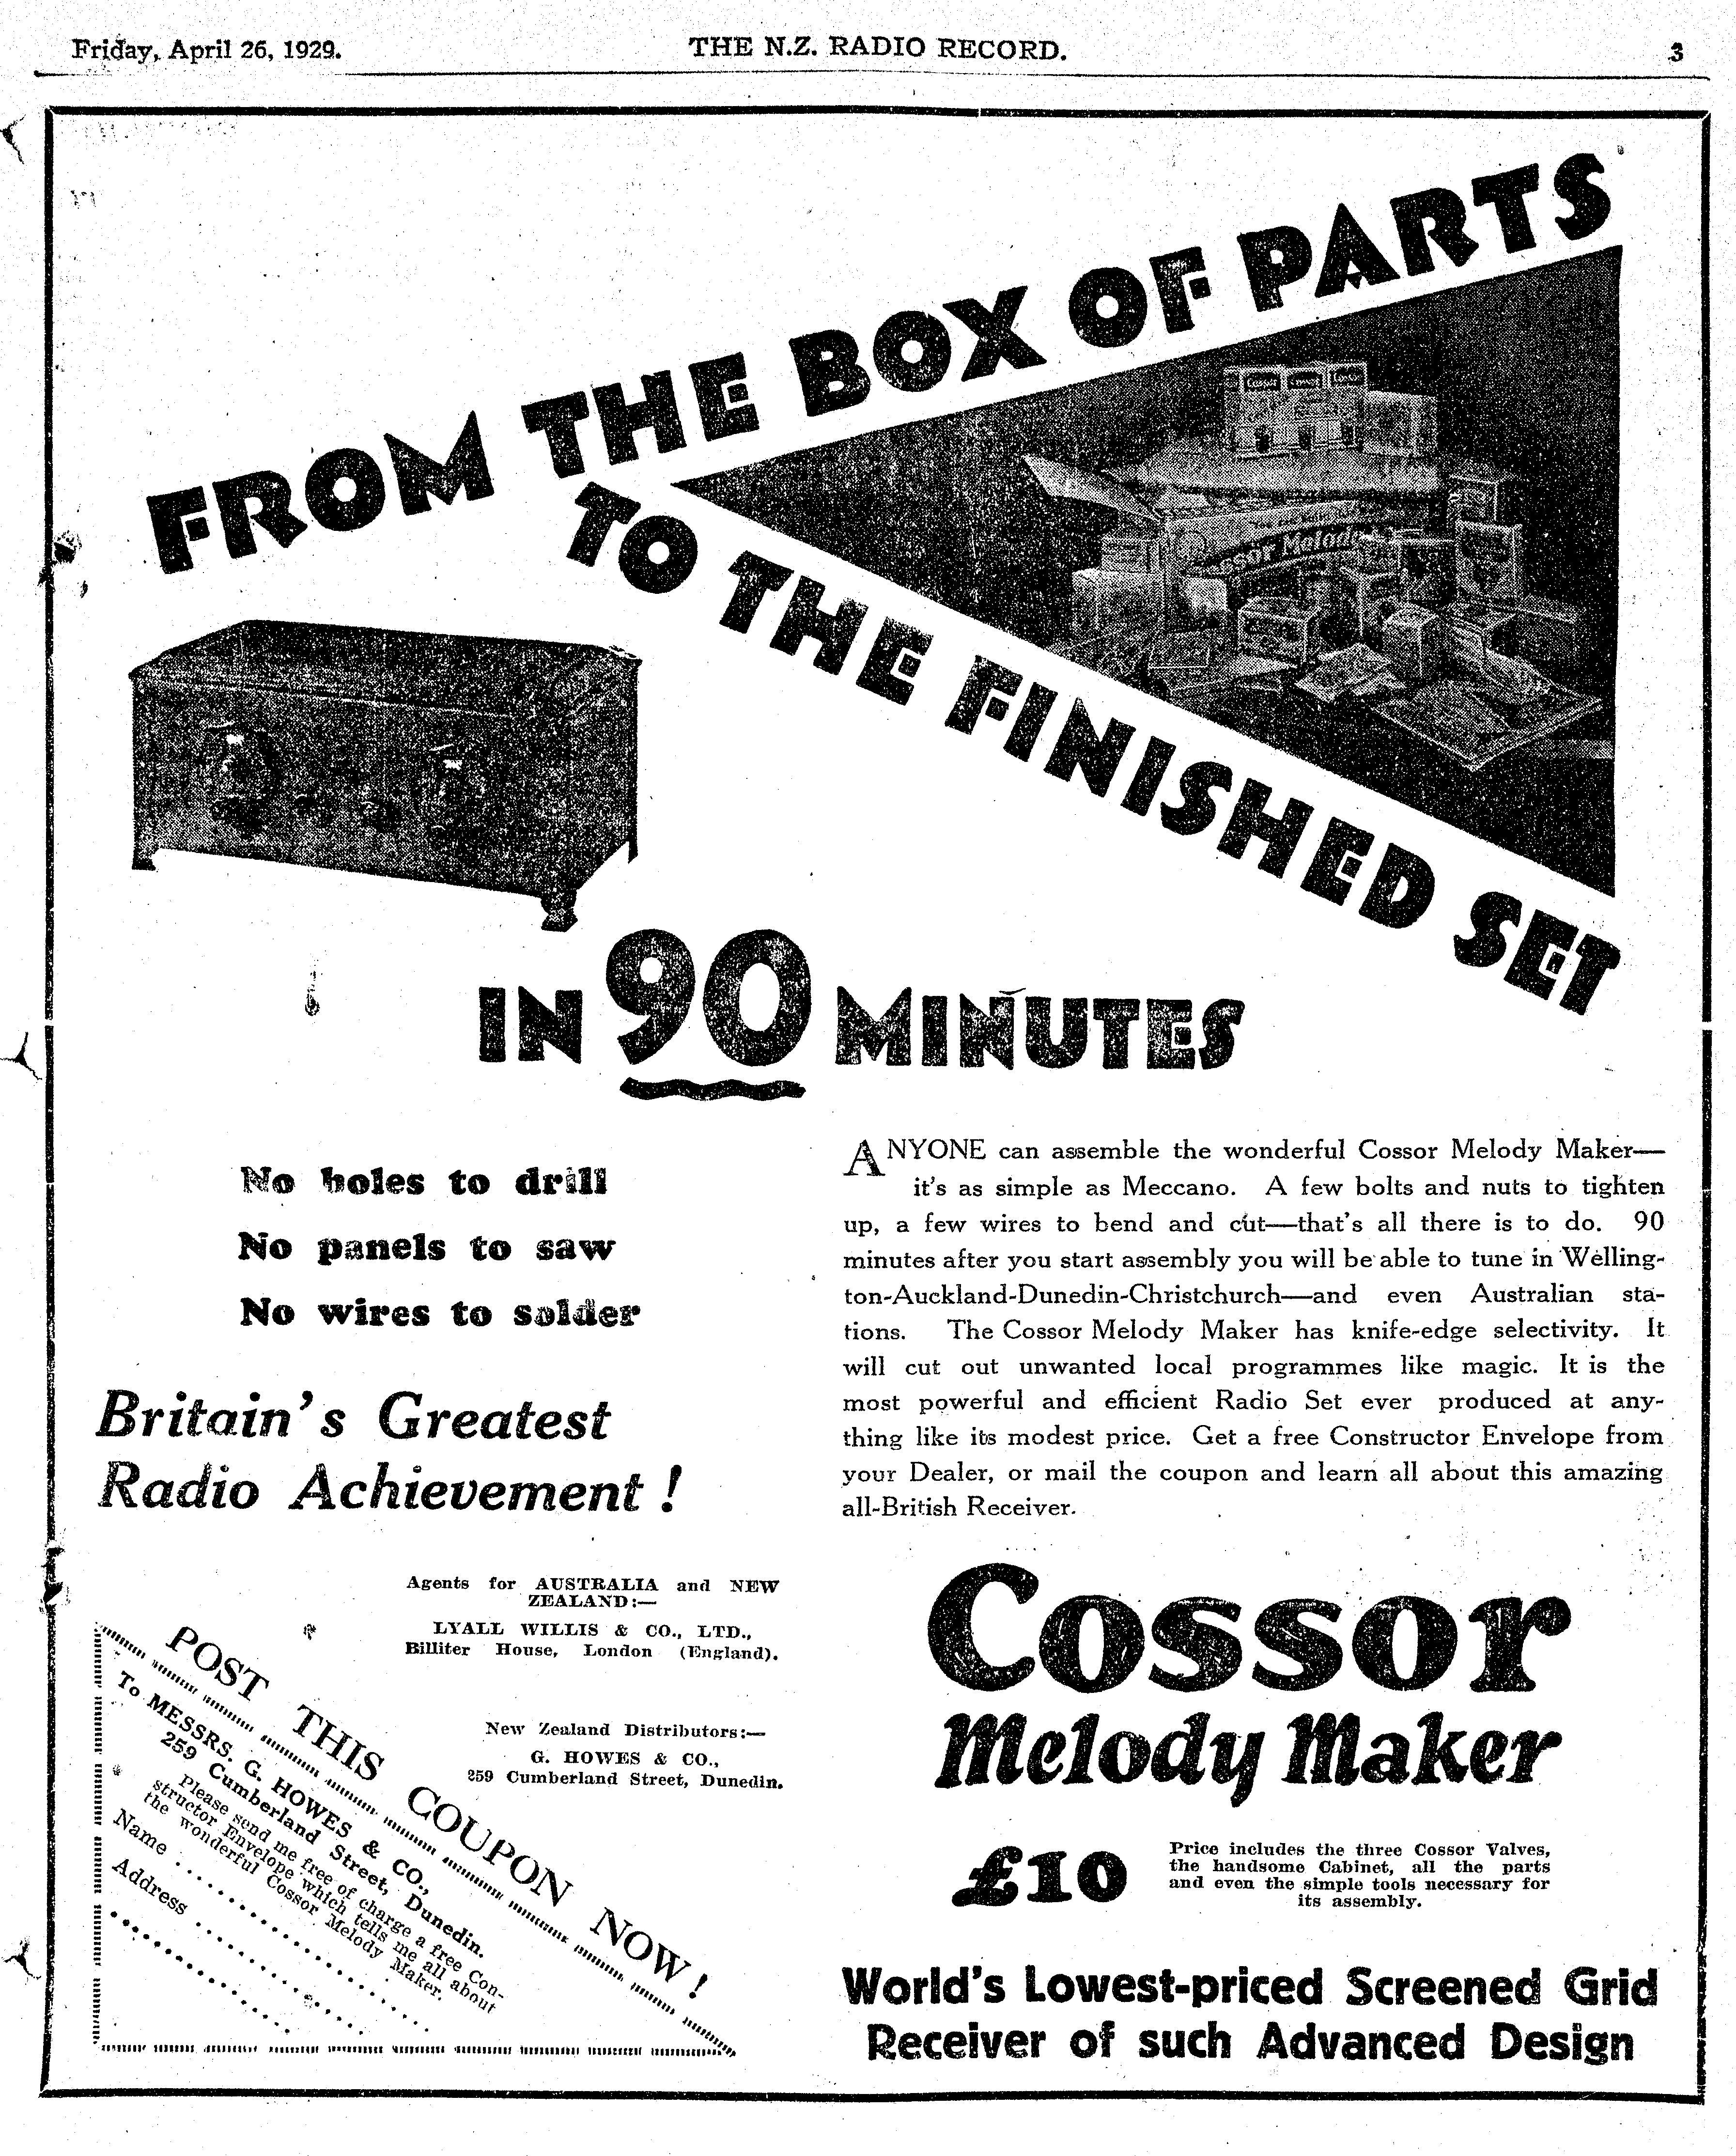 Friday, April 26, 1929.
THE N.Z. RADIO RECORD.
3
FROM THE BOX OF PARTS
Cossor Cossor Cossor
TO THE FINISHED SET
IN 90 MINUTES
No holes to drill
No panels to saw
No wires to solder
Britain's Greatest
Radio Achievement !
ANYONE can assemble the wonderful Cossor Melody Maker—
it's as simple as Meccano. A few bolts and nuts to tighten
up, a few wires to bend and cut—that's all there is to do. 90
minutes after you start assembly you will be able to tune in Welling-
ton-Auckland-Dunedin-Christchurch—and even Australian sta-
tions. The Cossor Melody Maker has knife-edge selectivity. It
will cut out unwanted local programmes like magic. It is the
most powerful and efficient Radio Set ever produced at any-
thing like its modest price. Get a free Constructor Envelope from
your Dealer, or mail the coupon and learn all about this amazing
all-British Receiver.
Agents for AUSTRALIA and NEW
ZEALAND:—
LYALL WILLIS & CO., LTD.,
Billiter House, London (England).
New Zealand Distributors:—
G. HOWES & CO.,
259 Cumberland Street, Dunedin.
POST THIS COUPON NOW!
To MESSRS. G. HOWES & CO.,
259 Cumberland Street, Dunedin.
Please send me free of charge a free Con-
structor Envelope which tells me all about
the wonderful Cossor Melody Maker.
Name
Address
Cossor
Melody Maker
£10
Price includes the three Cossor Valves,
the handsome Cabinet, all the parts
and even the simple tools necessary for
its assembly.
World's Lowest-priced Screened Grid
Receiver of such Advanced Design